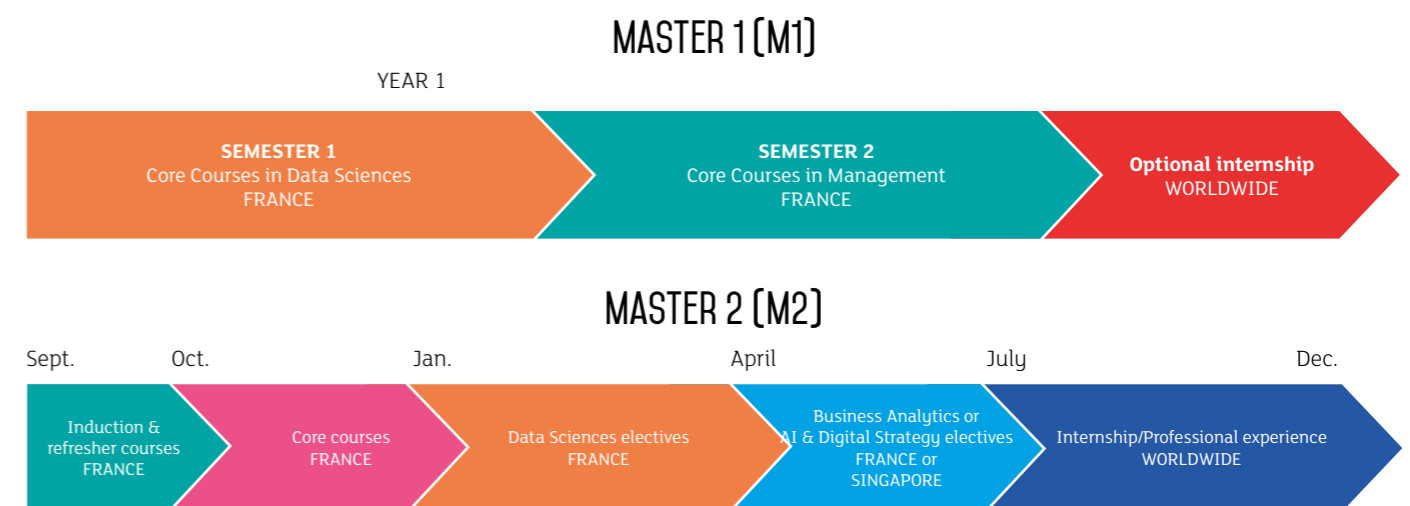 MASTER 1 (M1)
YEAR 1
SEMESTER 1
Core Courses in Data Sciences
FRANCE
SEMESTER 2
Core Courses in Management
FRANCE
Optional internship
WORLDWIDE
MASTER 2 (M2)
Sept.
Oct.
Jan.
April
July
Dec.
Induction &
refresher courses
FRANCE
Core courses
FRANCE
Data Sciences electives
FRANCE
Business Analytics or
AI & Digital Strategy electives
FRANCE or
SINGAPORE
Internship/Professional experience
WORLDWIDE